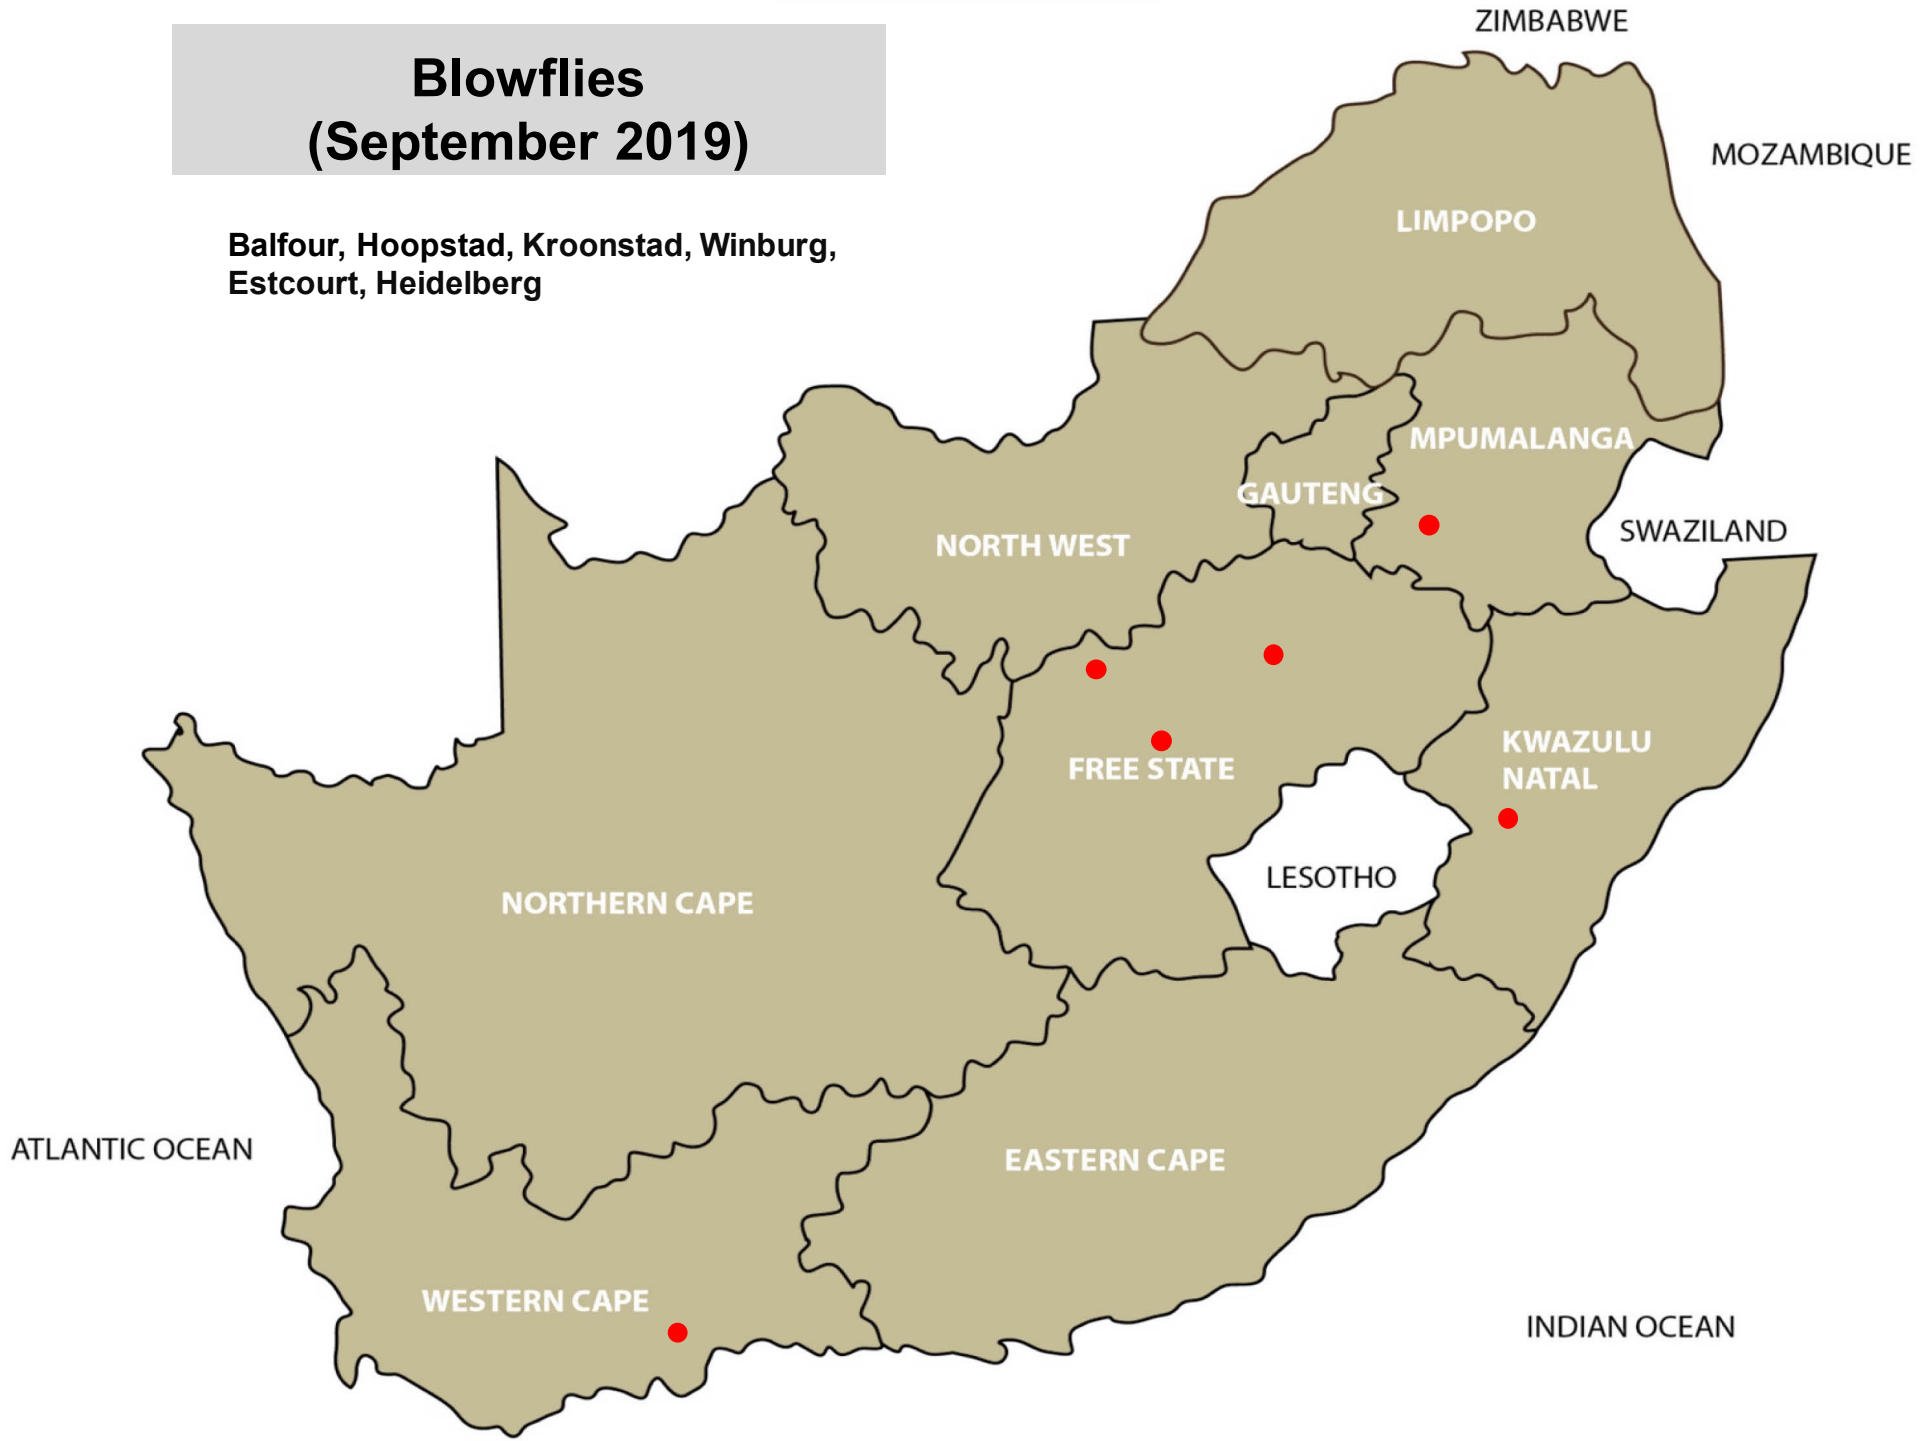 Blowflies
(September 2019)
Balfour, Hoopstad, Kroonstad, Winburg,
Estcourt, Heidelberg
ZIMBABWE
MOZAMBIQUE
LIMPOPO
MPUMALANGA
GAUTENG
SWAZILAND
NORTH WEST
KWAZULU
NATAL
FREE STATE
LESOTHO
NORTHERN CAPE
ATLANTIC OCEAN
EASTERN CAPE
WESTERN CAPE
INDIAN OCEAN